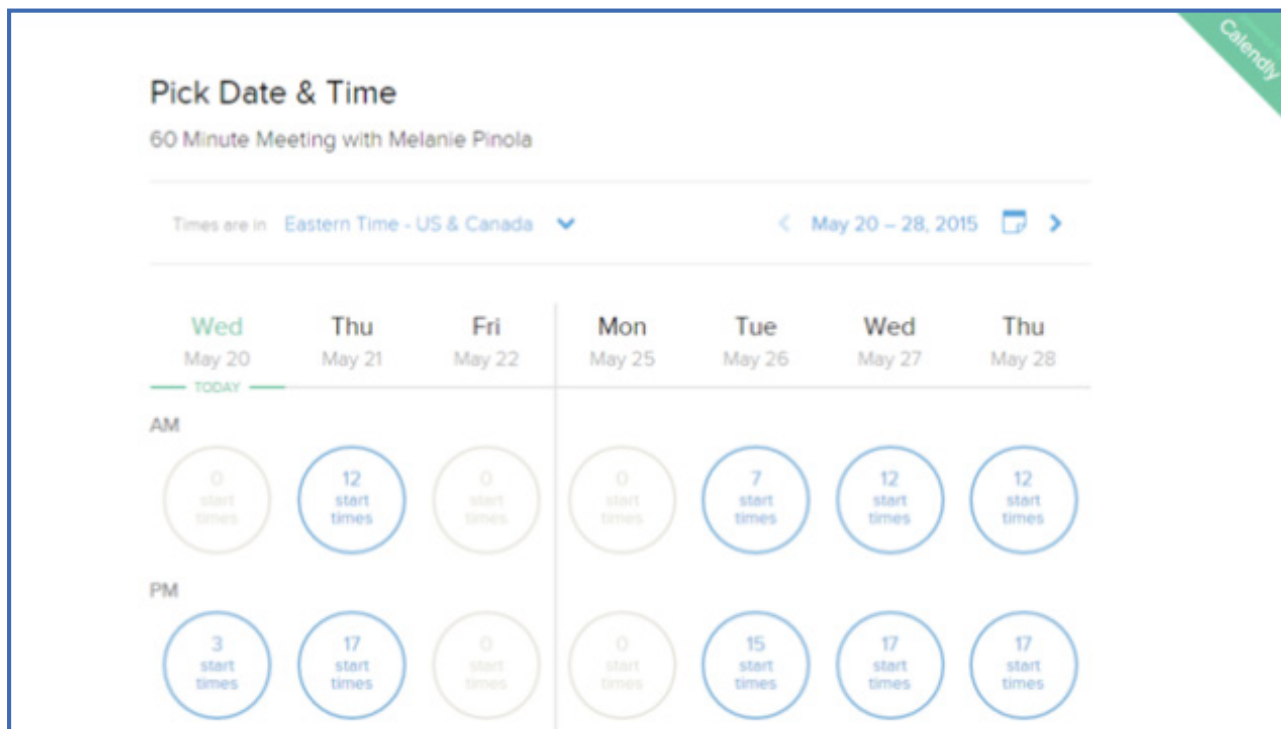 Calendly
Pick Date & Time
60 Minute Meeting with Melanie Pinola
Times are in Eastern Time - US & Canada
May 20 – 28, 2015
Wed Thu Fri Mon Tue Wed Thu
May 20 May 21 May 22 May 25 May 26 May 27 May 28
TODAY
AM
0 12 0 0 7 12 12
start start start start start start start
times times times times times times times
PM
3 17 0 0 15 17 17
start start start start start start start
times times times times times times times